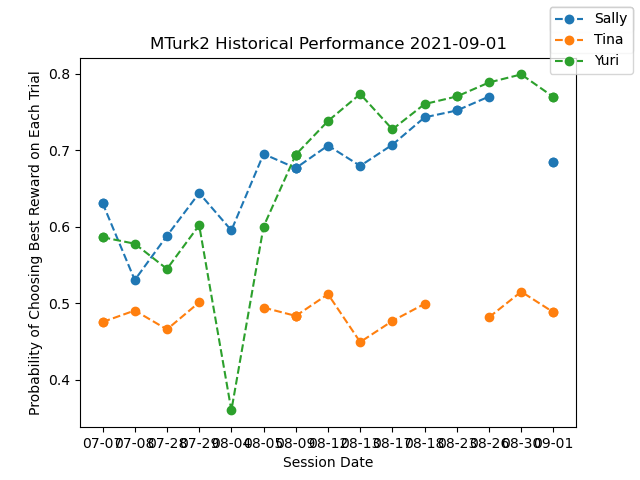 MTurk2 Historical Performance 2021-09-01
Sally
Tina
Yuri
Probability of Choosing Best Reward on Each Trial
0.8
0.7
0.6
0.5
0.4
07-07 07-08 07-28 07-29 08-04 08-05 08-09 08-12 08-13 08-17 08-18 08-23 08-26 08-30 09-01
Session Date